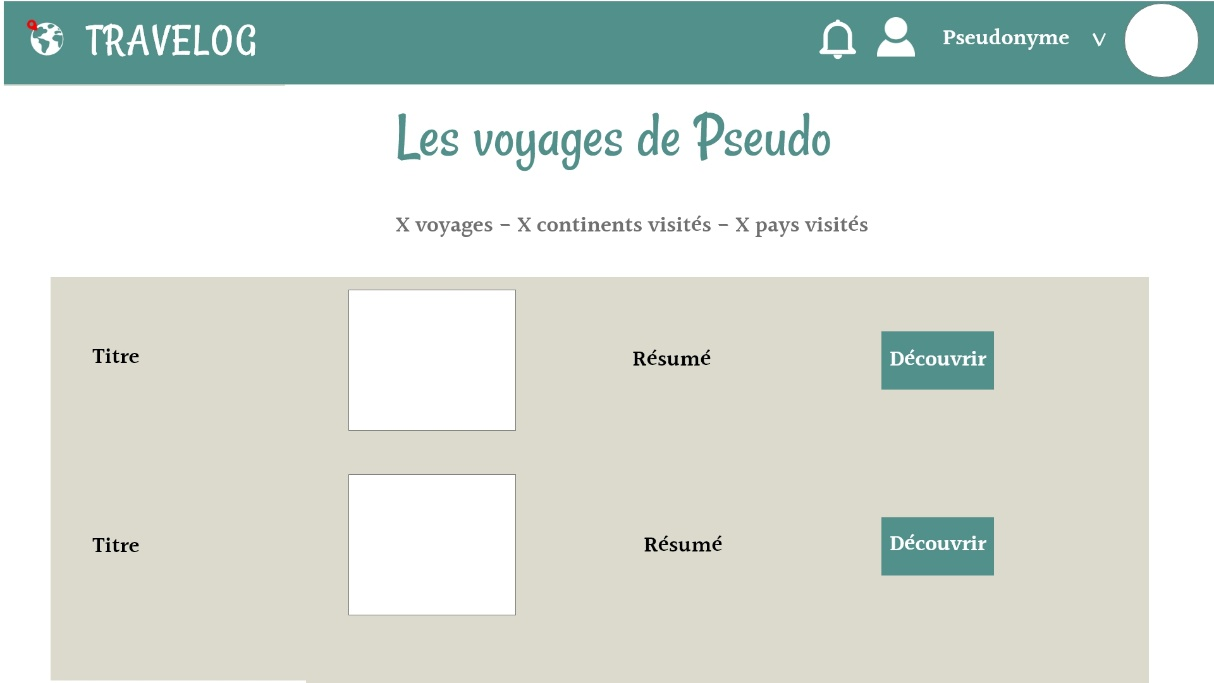 TRAVELOG
Pseudonyme V
Les voyages de Pseudo
X voyages – X continents visités – X pays visités
Titre
Résumé
Découvrir
Titre
Résumé
Découvrir